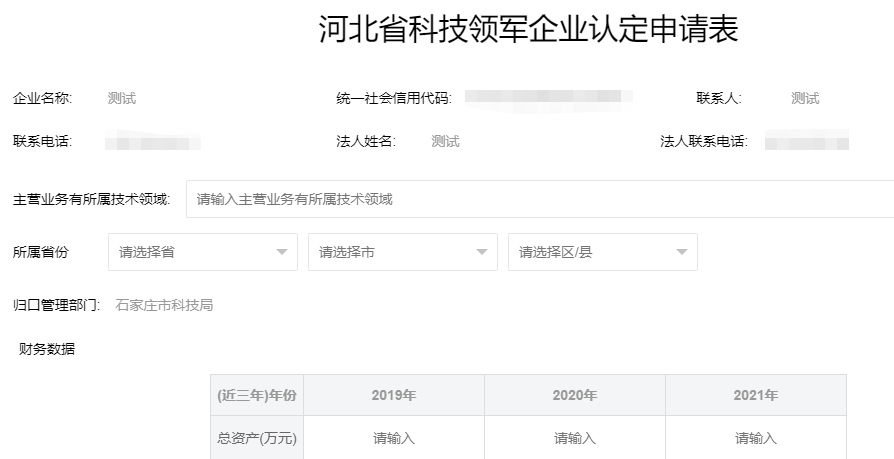 河北省科技领军企业认定申请表
企业名称: 测试 统一社会信用代码: 联系人: 测试
联系电话: 法人姓名: 测试 法人联系电话:
主营业务有所属技术领域: 请输入主营业务有所属技术领域
所属省份 请选择省 请选择市 请选择区/县
归口管理部门: 石家庄市科技局
财务数据
(近三年)年份 2019年 2020年 2021年
总资产(万元) 请输入 请输入 请输入